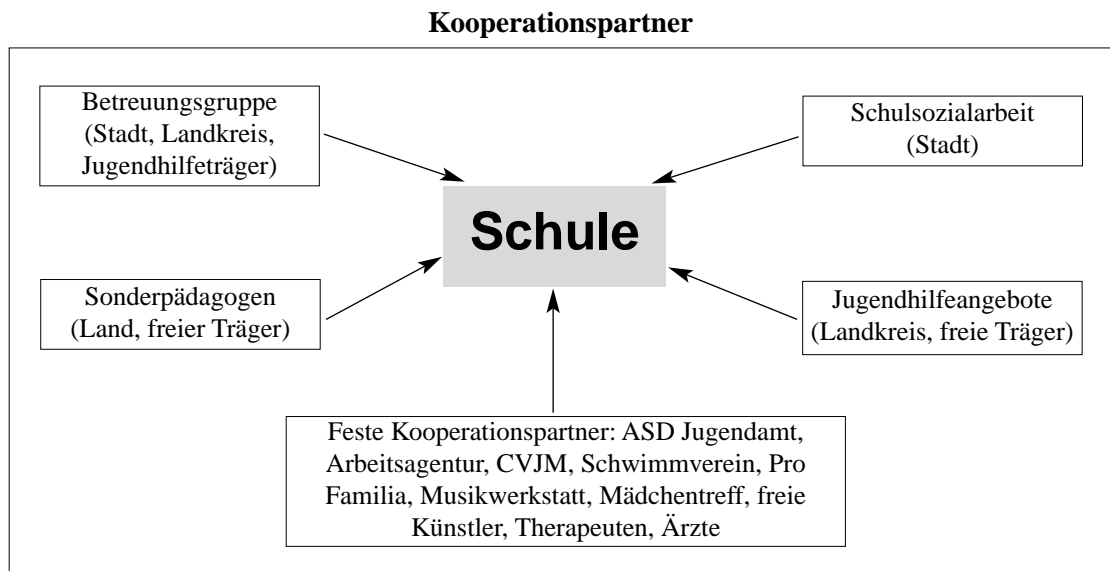 Kooperationspartner
Betreuungsgruppe
(Stadt, Landkreis,
Jugendhilfeträger)
Schulsozialarbeit
(Stadt)
Schule
Sonderpädagogen
(Land, freier Träger)
Jugendhilfeangebote
(Landkreis, freie Träger)
Feste Kooperationspartner: ASD Jugendamt,
Arbeitsagentur, CVJM, Schwimmverein, Pro
Familia, Musikwerkstatt, Mädchentreff, freie
Künstler, Therapeuten, Ärzte